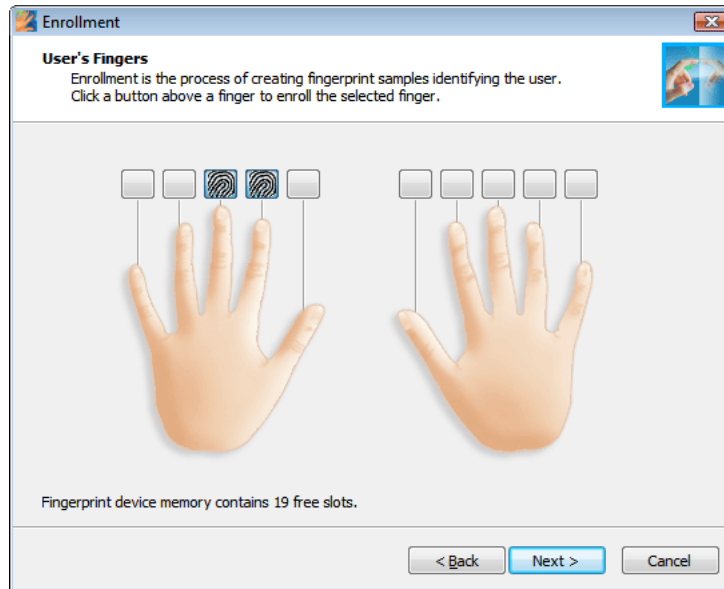 Enrollment
User's Fingers
Enrollment is the process of creating fingerprint samples identifying the user.
Click a button above a finger to enroll the selected finger.
Fingerprint device memory contains 19 free slots.
< Back Next > Cancel